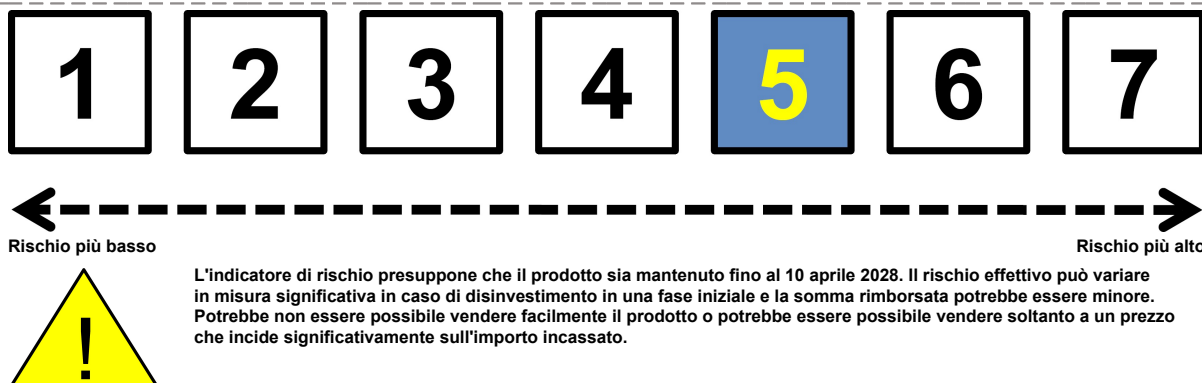 1 2 3 4 5 6 7
Rischio più basso Rischio più alto
L'indicatore di rischio presuppone che il prodotto sia mantenuto fino al 10 aprile 2028. Il rischio effettivo può variare
in misura significativa in caso di disinvestimento in una fase iniziale e la somma rimborsata potrebbe essere minore.
Potrebbe non essere possibile vendere facilmente il prodotto o potrebbe essere possibile vendere soltanto a un prezzo
che incide significativamente sull'importo incassato.
!